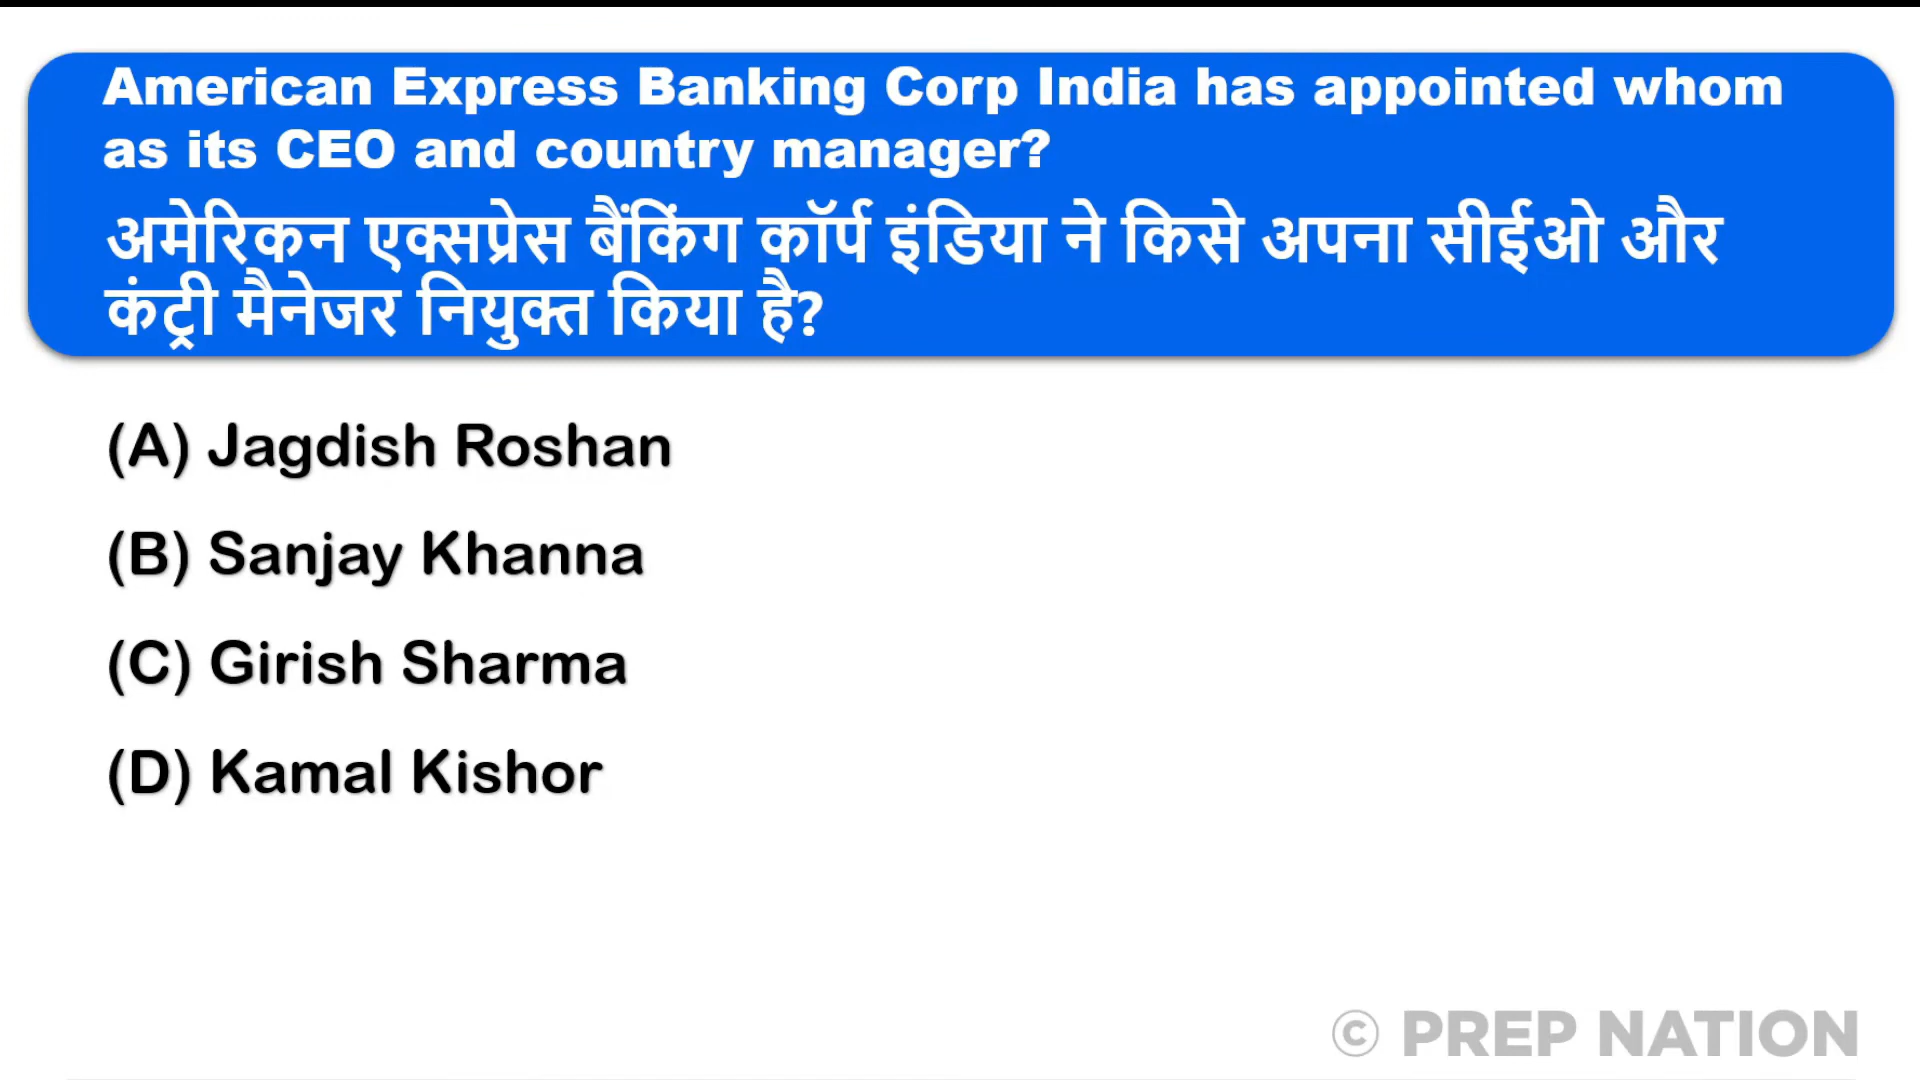 American Express Banking Corp India has appointed whom
as its CEO and country manager?
अमेरिकन एक्सप्रेस बैंकिंग कॉर्प इंडिया ने किसे अपना सीईओ और
कंट्री मैनेजर नियुक्त किया है?
(A) Jagdish Roshan
(B) Sanjay Khanna
(C) Girish Sharma
(D) Kamal Kishor
© PREP NATION